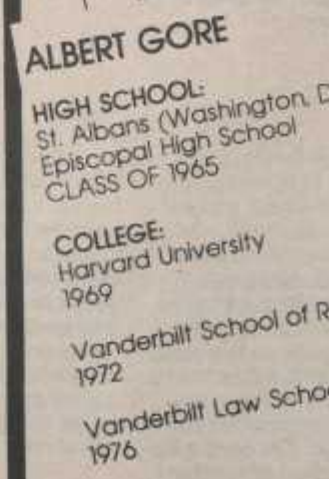 ALBERT GORE
HIGH SCHOOL:
St. Albans (Washington, D
Episcopal High School
CLASS OF 1965
COLLEGE:
Harvard University
1969
Vanderbilt School of R
1972
Vanderbilt Law Schoo
1976